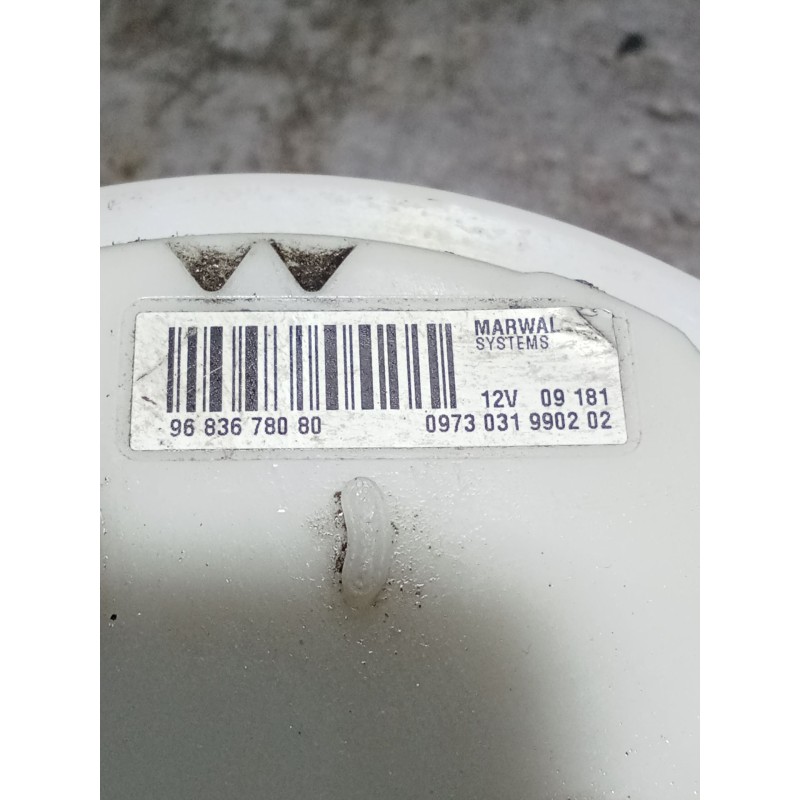 MARWAL
SYSTEMS
12V 09 181
96 836 780 80
0973 031 9902 02